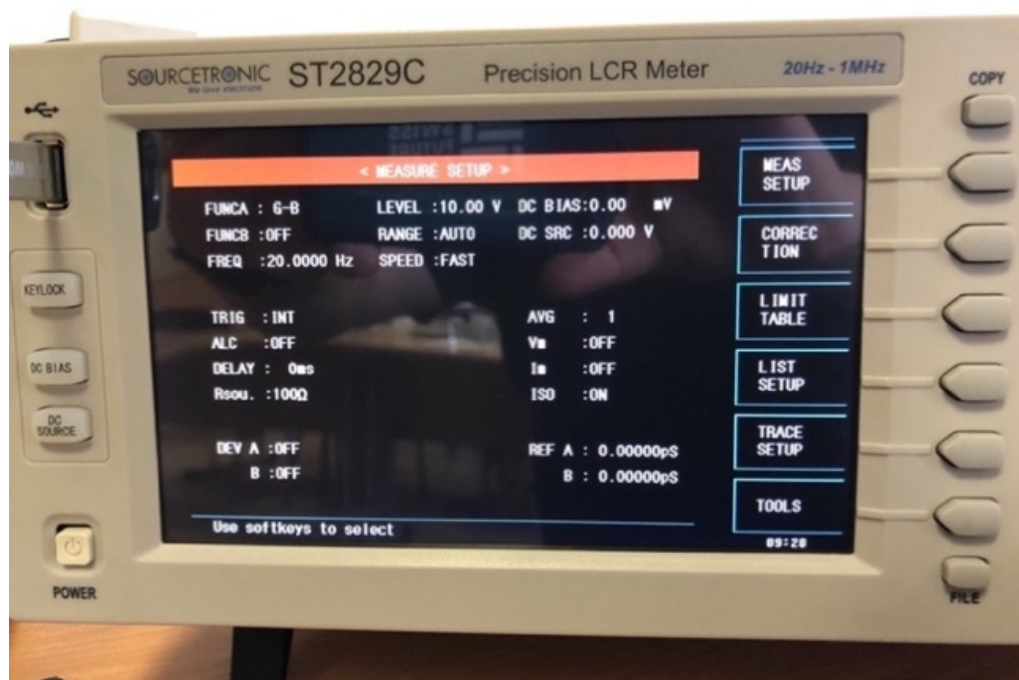 SOURCETRONIC ST2829C Precision LCR Meter 20Hz - 1MHz
We love electronic
COPY
< MEASURE SETUP >
FUNCA : G-B LEVEL :10.00 V DC BIAS:0.00 mV
FUNCB :OFF RANGE :AUTO DC SRC :0.000 V
FREQ :20.0000 Hz SPEED :FAST
TRIG :INT AVG : 1
ALC :OFF Vm :OFF
DELAY : 0ms Im :OFF
Rsou. :100Ω ISO :ON
DEV A :OFF REF A : 0.00000pS
B :OFF B : 0.00000pS
Use softkeys to select
MEAS
SETUP
CORREC
TION
LIMIT
TABLE
LIST
SETUP
TRACE
SETUP
TOOLS
09:20
KEYLOCK
DC BIAS
DC
SOURCE
POWER
FILE